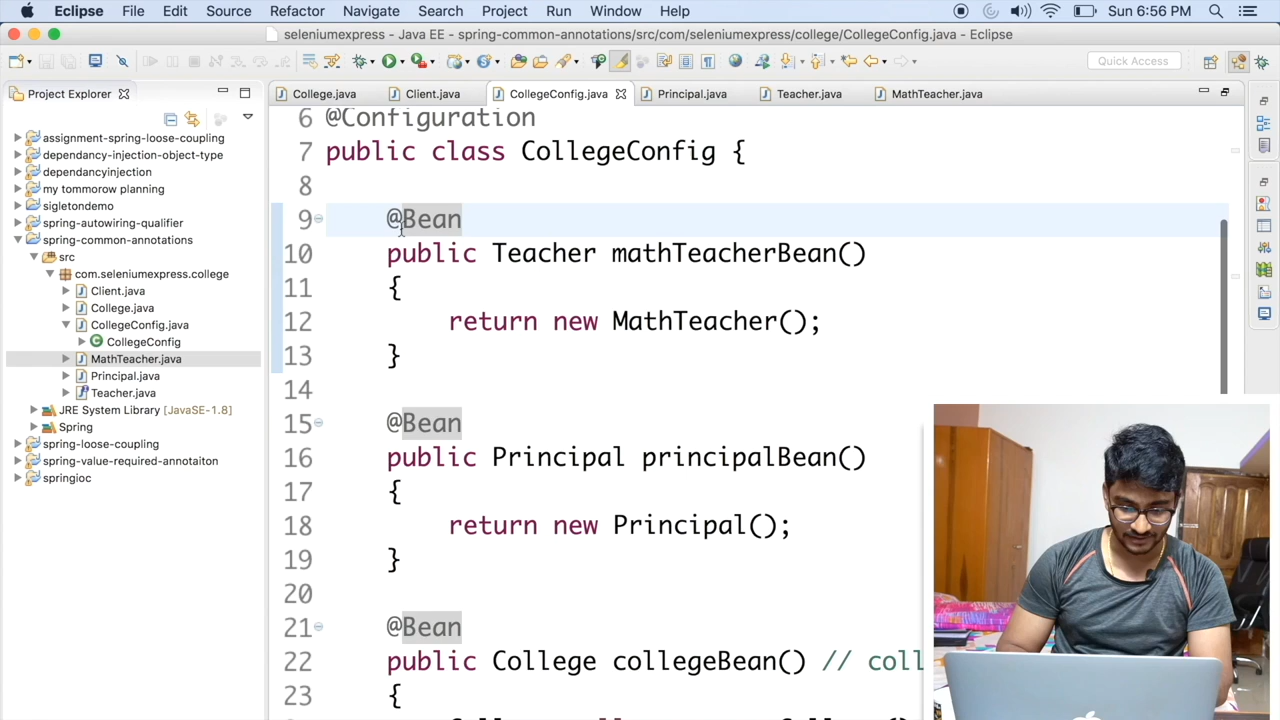 Eclipse File Edit Source Refactor Navigate Search Project Run Window Help Sun 6:56 PM
seleniumexpress - Java EE - spring-common-annotations/src/com/seleniumexpress/college/CollegeConfig.java - Eclipse
Quick Access
Project Explorer
College.java Client.java CollegeConfig.java Principal.java Teacher.java MathTeacher.java
assignment-spring-loose-coupling
dependancy-injection-object-type
dependancyinjection
my tommorow planning
sigletondemo
spring-autowiring-qualifier
spring-common-annotations
src
com.seleniumexpress.college
Client.java
College.java
CollegeConfig.java
CollegeConfig
MathTeacher.java
Principal.java
Teacher.java
JRE System Library [JavaSE-1.8]
Spring
spring-loose-coupling
spring-value-required-annotaiton
springioc
6 @Configuration
7 public class CollegeConfig {
8
9 @Bean
10 public Teacher mathTeacherBean()
11 {
12 return new MathTeacher();
13 }
14
15 @Bean
16 public Principal principalBean()
17 {
18 return new Principal();
19 }
20
21 @Bean
22 public College collegeBean() // coll
23 {